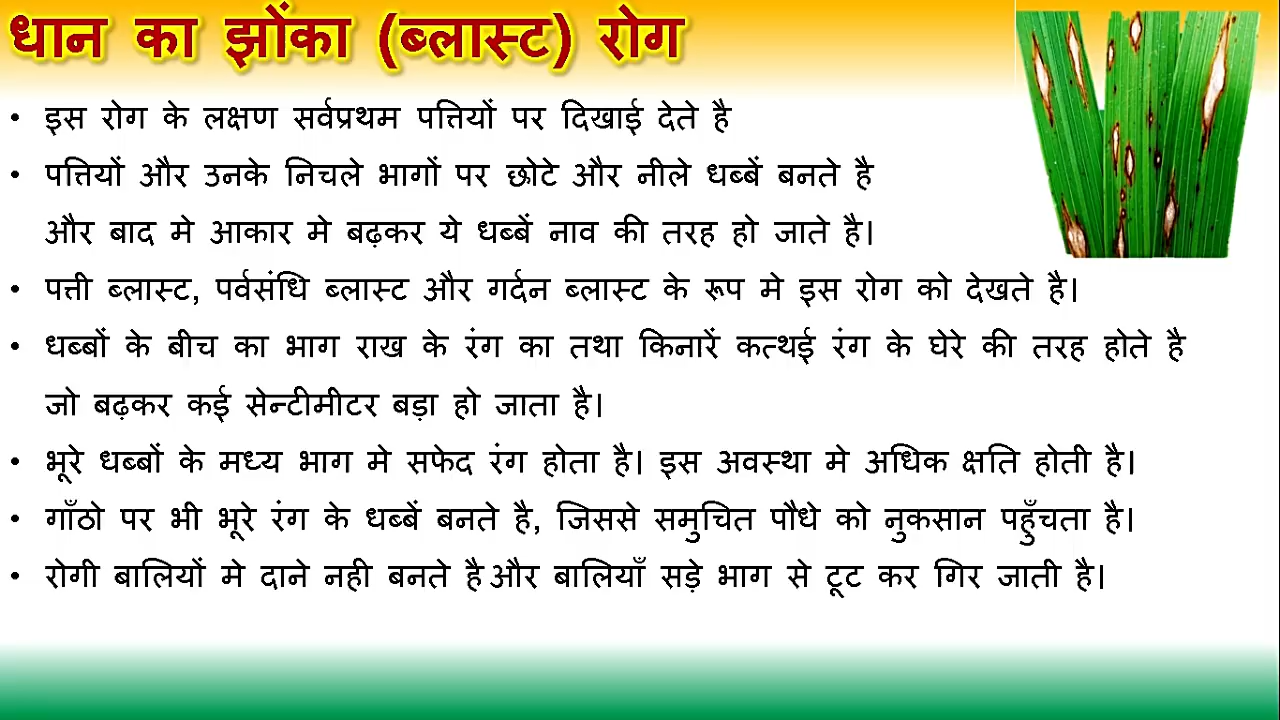 धान का झोंका (ब्लास्ट) रोग
• इस रोग के लक्षण सर्वप्रथम पत्तियों पर दिखाई देते है
• पत्तियों और उनके निचले भागों पर छोटे और नीले धब्बें बनते है
और बाद मे आकार मे बढ़कर ये धब्बें नाव की तरह हो जाते है।
• पत्ती ब्लास्ट, पर्वसंधि ब्लास्ट और गर्दन ब्लास्ट के रूप मे इस रोग को देखते है।
• धब्बों के बीच का भाग राख के रंग का तथा किनारें कत्थई रंग के घेरे की तरह होते है
जो बढ़कर कई सेन्टीमीटर बड़ा हो जाता है।
• भूरे धब्बों के मध्य भाग मे सफेद रंग होता है। इस अवस्था मे अधिक क्षति होती है।
• गाँठो पर भी भूरे रंग के धब्बें बनते है, जिससे समुचित पौधे को नुकसान पहुँचता है।
• रोगी बालियों मे दाने नही बनते है और बालियाँ सड़े भाग से टूट कर गिर जाती है।